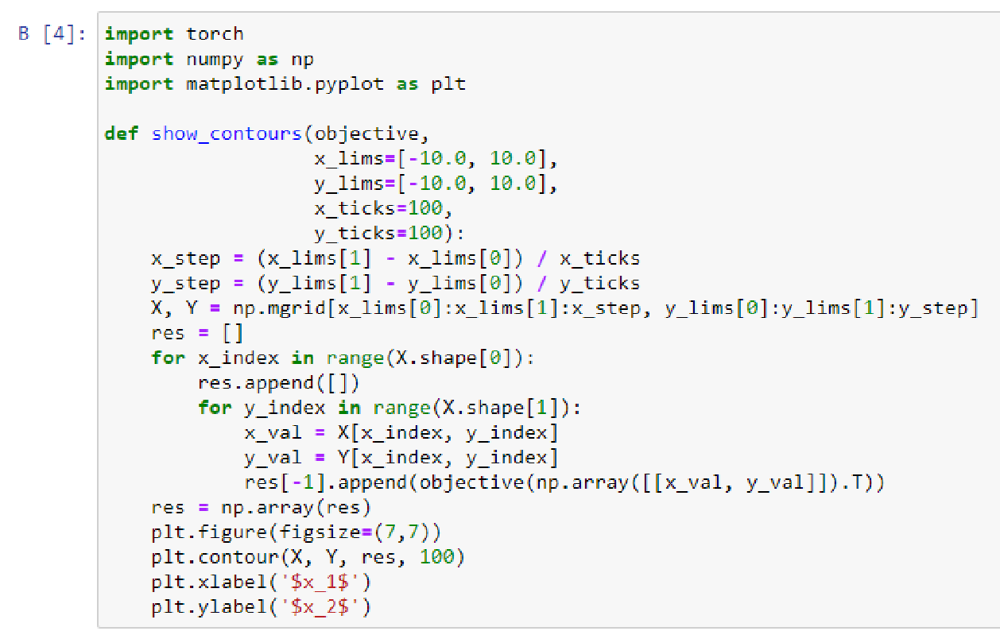 В [4]: import torch
import numpy as np
import matplotlib.pyplot as plt

def show_contours(objective,
                  x_lims=[-10.0, 10.0],
                  y_lims=[-10.0, 10.0],
                  x_ticks=100,
                  y_ticks=100):
    x_step = (x_lims[1] - x_lims[0]) / x_ticks
    y_step = (y_lims[1] - y_lims[0]) / y_ticks
    X, Y = np.mgrid[x_lims[0]:x_lims[1]:x_step, y_lims[0]:y_lims[1]:y_step]
    res = []
    for x_index in range(X.shape[0]):
        res.append([])
        for y_index in range(X.shape[1]):
            x_val = X[x_index, y_index]
            y_val = Y[x_index, y_index]
            res[-1].append(objective(np.array([[x_val, y_val]]).T))
    res = np.array(res)
    plt.figure(figsize=(7,7))
    plt.contour(X, Y, res, 100)
    plt.xlabel('$x_1$')
    plt.ylabel('$x_2$')